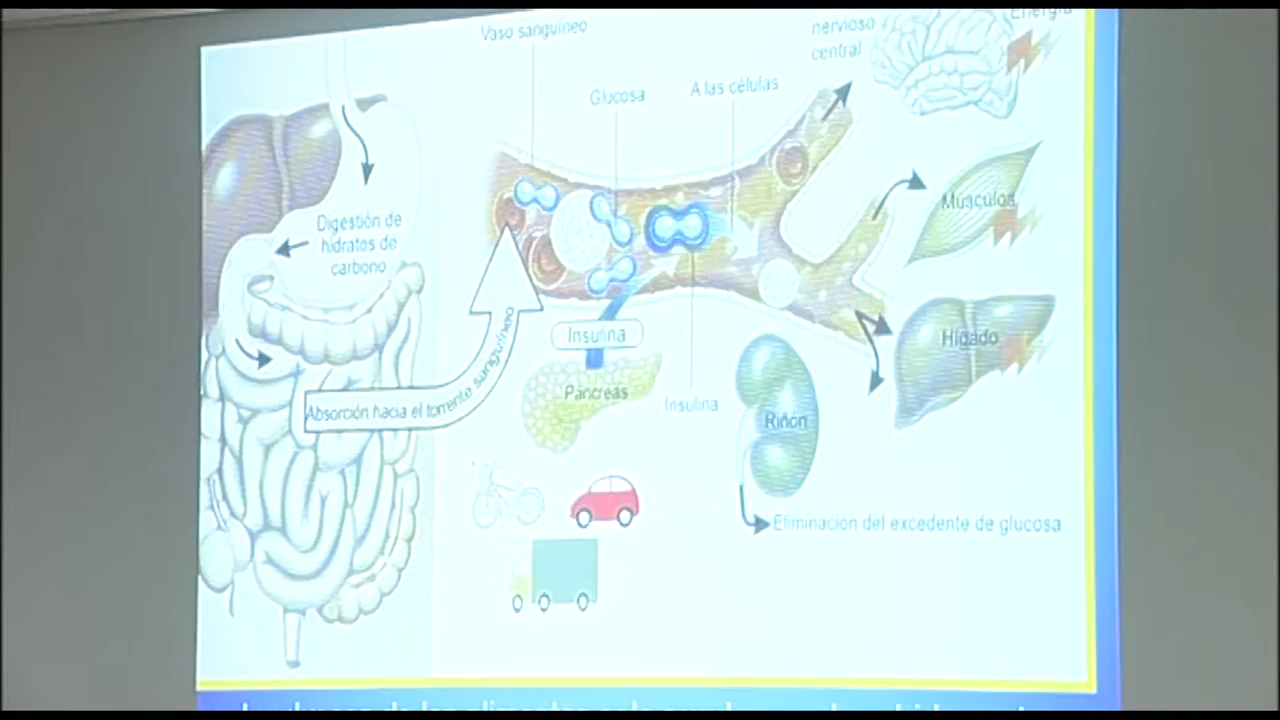 Vaso sanguíneo
nervioso
central
Energía
Glucosa
A las células
Digestión de
hidratos de
carbono
Músculos
Insulina
Hígado
Páncreas
Insulina
Riñón
Absorción hacia el torrente sanguíneo
Eliminación del excedente de glucosa